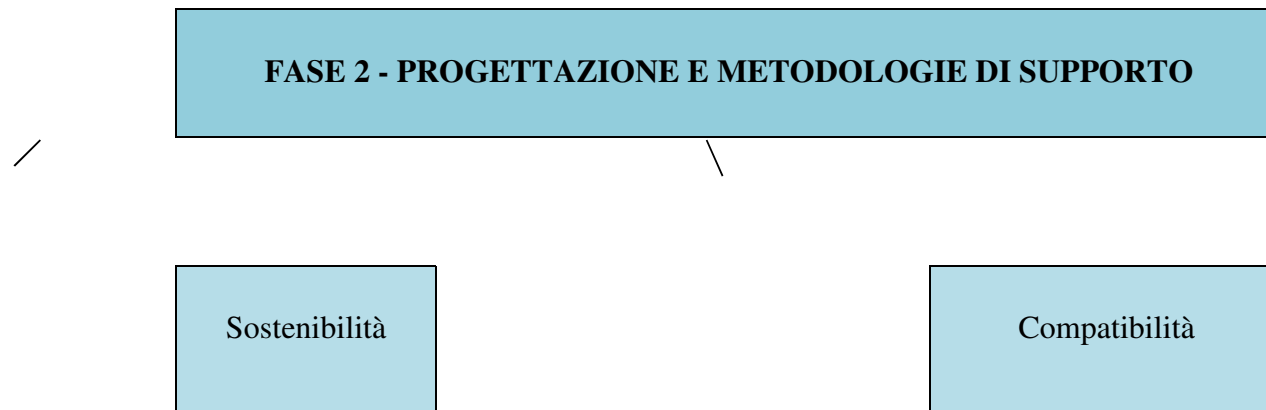 FASE 2 - PROGETTAZIONE E METODOLOGIE DI SUPPORTO
Sostenibilità
Compatibilità